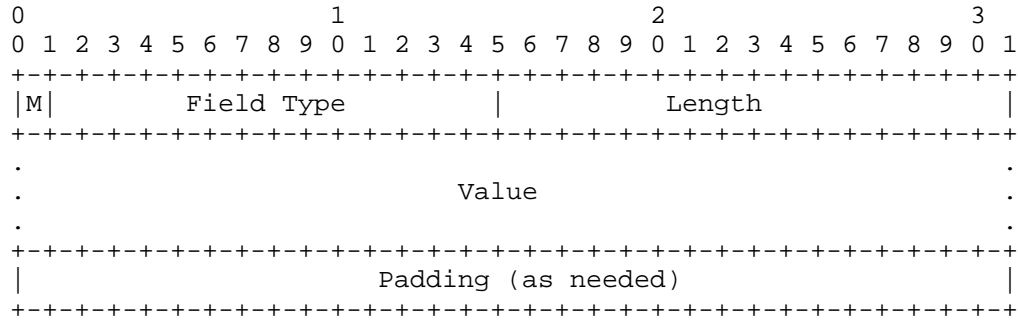 0                   1                   2                   3
0 1 2 3 4 5 6 7 8 9 0 1 2 3 4 5 6 7 8 9 0 1 2 3 4 5 6 7 8 9 0 1
+-+-+-+-+-+-+-+-+-+-+-+-+-+-+-+-+-+-+-+-+-+-+-+-+-+-+-+-+-+-+-+
|M|        Field Type         |          Length               |
+-+-+-+-+-+-+-+-+-+-+-+-+-+-+-+-+-+-+-+-+-+-+-+-+-+-+-+-+-+-+-+
.                                                             .
.                           Value                             .
.                                                             .
+-+-+-+-+-+-+-+-+-+-+-+-+-+-+-+-+-+-+-+-+-+-+-+-+-+-+-+-+-+-+-+
|                      Padding (as needed)                    |
+-+-+-+-+-+-+-+-+-+-+-+-+-+-+-+-+-+-+-+-+-+-+-+-+-+-+-+-+-+-+-+